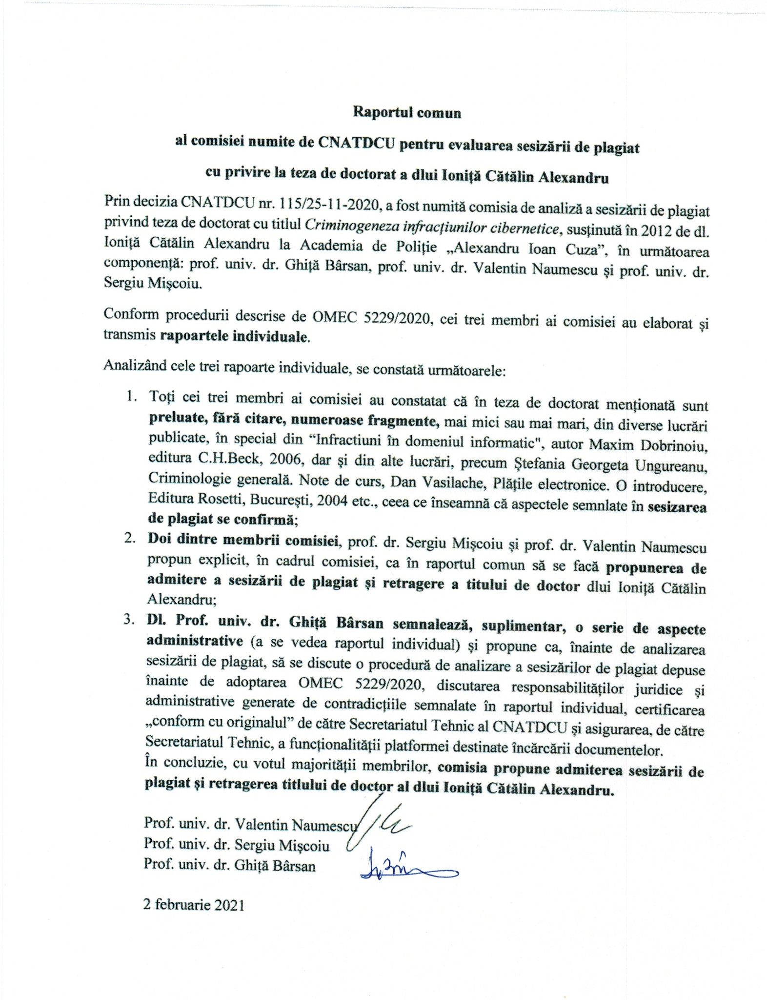 Raportul comun
al comisiei numite de CNATDCU pentru evaluarea sesizării de plagiat
cu privire la teza de doctorat a dlui Ioniță Cătălin Alexandru
Prin decizia CNATDCU nr. 115/25-11-2020, a fost numită comisia de analiză a sesizării de plagiat
privind teza de doctorat cu titlul Criminogeneza infracțiunilor cibernetice, susținută în 2012 de dl.
Ioniță Cătălin Alexandru la Academia de Poliție „Alexandru Ioan Cuza”, în următoarea
componență: prof. univ. dr. Ghiță Bârsan, prof. univ. dr. Valentin Naumescu și prof. univ. dr.
Sergiu Mișcoiu.
Conform procedurii descrise de OMEC 5229/2020, cei trei membri ai comisiei au elaborat și
transmis rapoartele individuale.
Analizând cele trei rapoarte individuale, se constată următoarele:
1. Toți cei trei membri ai comisiei au constatat că în teza de doctorat menționată sunt
preluate, fără citare, numeroase fragmente, mai mici sau mai mari, din diverse lucrări
publicate, în special din “Infractiuni în domeniul informatic", autor Maxim Dobrinoiu,
editura C.H.Beck, 2006, dar și din alte lucrări, precum Ștefania Georgeta Ungureanu,
Criminologie generală. Note de curs, Dan Vasilache, Plățile electronice. O introducere,
Editura Rosetti, București, 2004 etc., ceea ce înseamnă că aspectele semnlate în sesizarea
de plagiat se confirmă;
2. Doi dintre membrii comisiei, prof. dr. Sergiu Mișcoiu și prof. dr. Valentin Naumescu
propun explicit, în cadrul comisiei, ca în raportul comun să se facă propunerea de
admitere a sesizării de plagiat și retragere a titului de doctor dlui Ioniță Cătălin
Alexandru;
3. Dl. Prof. univ. dr. Ghiță Bârsan semnalează, suplimentar, o serie de aspecte
administrative (a se vedea raportul individual) și propune ca, înainte de analizarea
sesizării de plagiat, să se discute o procedură de analizare a sesizărilor de plagiat depuse
înainte de adoptarea OMEC 5229/2020, discutarea responsabilităților juridice și
administrative generate de contradicțiile semnalate în raportul individual, certificarea
„conform cu originalul” de către Secretariatul Tehnic al CNATDCU și asigurarea, de către
Secretariatul Tehnic, a funcționalității platformei destinate încărcării documentelor.
În concluzie, cu votul majorității membrilor, comisia propune admiterea sesizării de
plagiat și retragerea titlului de doctor al dlui Ioniță Cătălin Alexandru.
Prof. univ. dr. Valentin Naumescu
Prof. univ. dr. Sergiu Mișcoiu
Prof. univ. dr. Ghiță Bârsan
2 februarie 2021